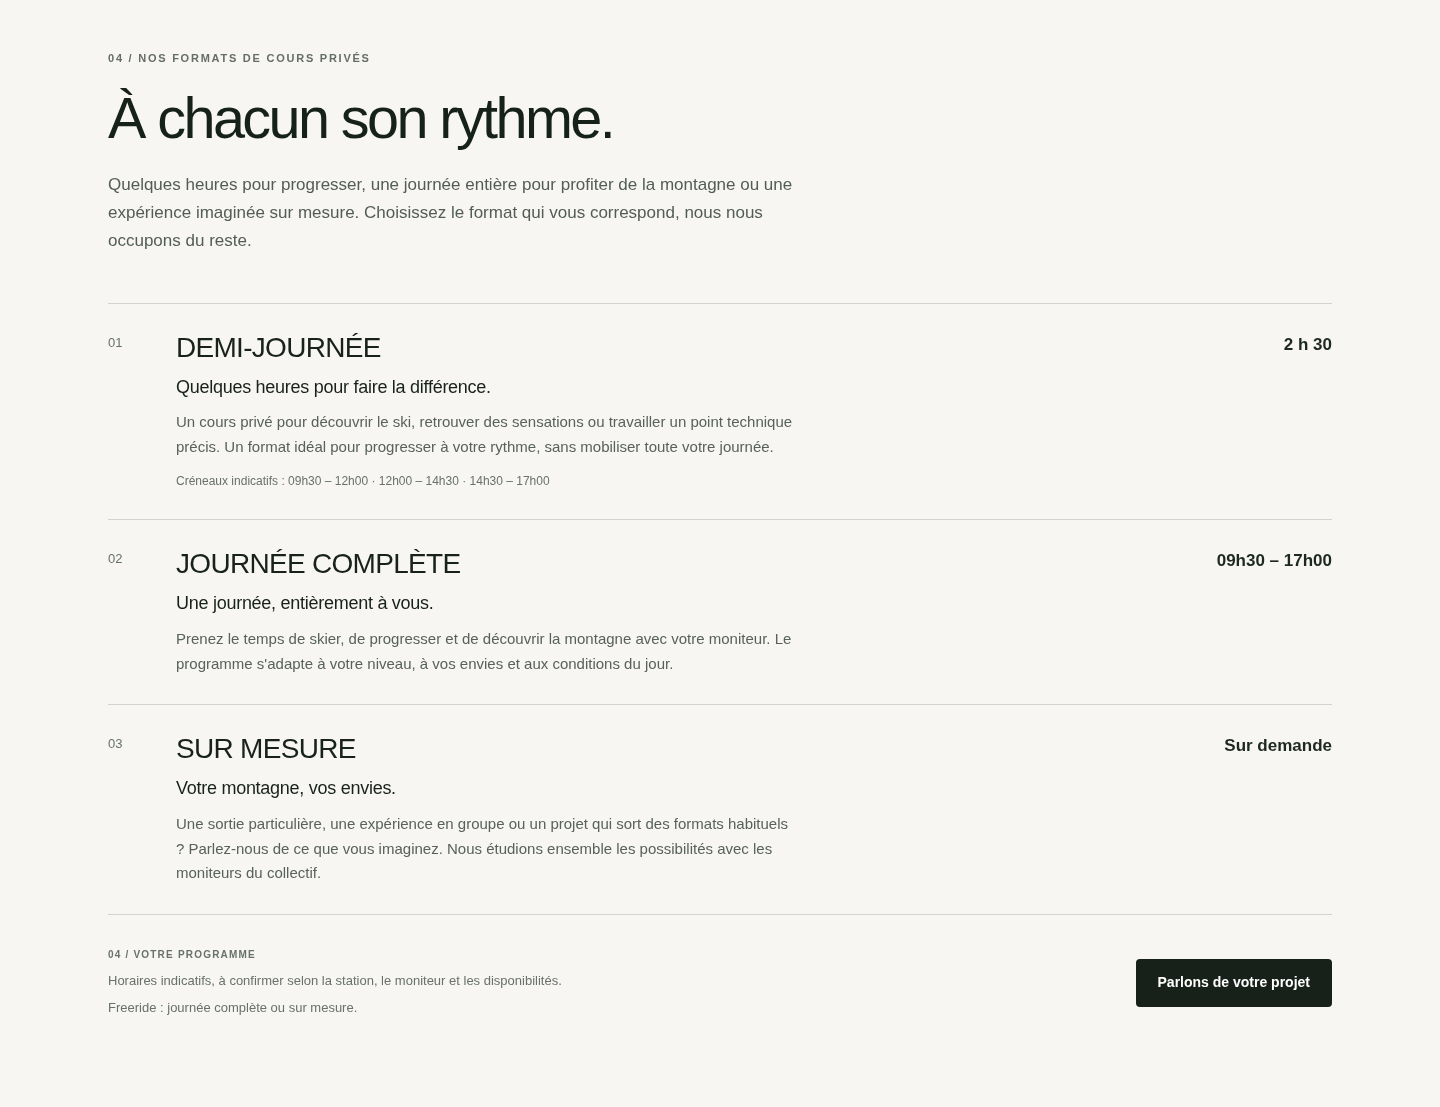 04 / NOS FORMATS DE COURS PRIVÉS
À chacun son rythme.
Quelques heures pour progresser, une journée entière pour profiter de la montagne ou une
expérience imaginée sur mesure. Choisissez le format qui vous correspond, nous nous
occupons du reste.
01
DEMI-JOURNÉE
2 h 30
Quelques heures pour faire la différence.
Un cours privé pour découvrir le ski, retrouver des sensations ou travailler un point technique
précis. Un format idéal pour progresser à votre rythme, sans mobiliser toute votre journée.
Créneaux indicatifs : 09h30 – 12h00 · 12h00 – 14h30 · 14h30 – 17h00
02
JOURNÉE COMPLÈTE
09h30 – 17h00
Une journée, entièrement à vous.
Prenez le temps de skier, de progresser et de découvrir la montagne avec votre moniteur. Le
programme s'adapte à votre niveau, à vos envies et aux conditions du jour.
03
SUR MESURE
Sur demande
Votre montagne, vos envies.
Une sortie particulière, une expérience en groupe ou un projet qui sort des formats habituels
? Parlez-nous de ce que vous imaginez. Nous étudions ensemble les possibilités avec les
moniteurs du collectif.
04 / VOTRE PROGRAMME
Horaires indicatifs, à confirmer selon la station, le moniteur et les disponibilités.
Freeride : journée complète ou sur mesure.
Parlons de votre projet